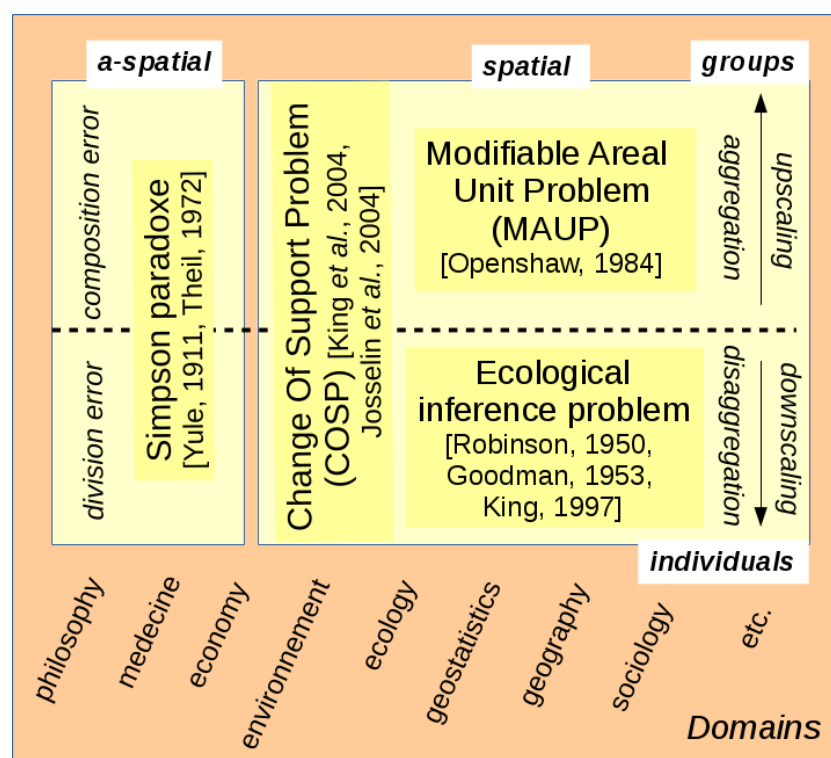 a-spatial
spatial
groups
composition error
division error
Simpson paradoxe
[Yule, 1911, Theil, 1972]
Change Of Support Problem
(COSP) [King et al., 2004,
Josselin et al., 2004]
Modifiable Areal
Unit Problem
(MAUP)
[Openshaw, 1984]
aggregation
upscaling
Ecological
inference problem
[Robinson, 1950,
Goodman, 1953,
King, 1997]
disaggregation
downscaling
individuals
philosophy
medecine
economy
environnement
ecology
geostatistics
geography
sociology
etc.
Domains